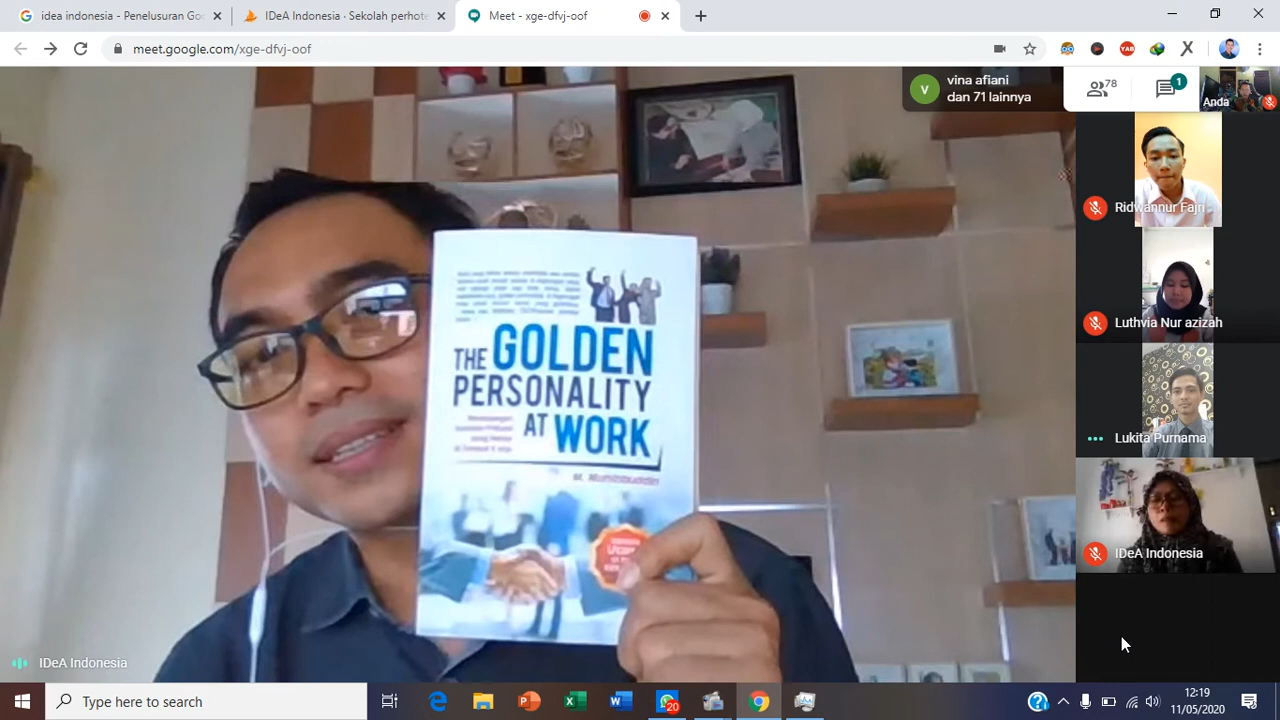 idea indonesia - Penelusuran Goo
IDeA Indonesia · Sekolah perhote
Meet - xge-dfvj-oof
meet.google.com/xge-dfvj-oof
YAB
v
vina afiani
dan 71 lainnya
78
1
Anda
Ridwannur Fajri
Luthvia Nur azizah
Lukita Purnama
IDeA Indonesia
THE GOLDEN
PERSONALITY
AT WORK
IDeA Indonesia
Type here to search
20
12:19
11/05/2020